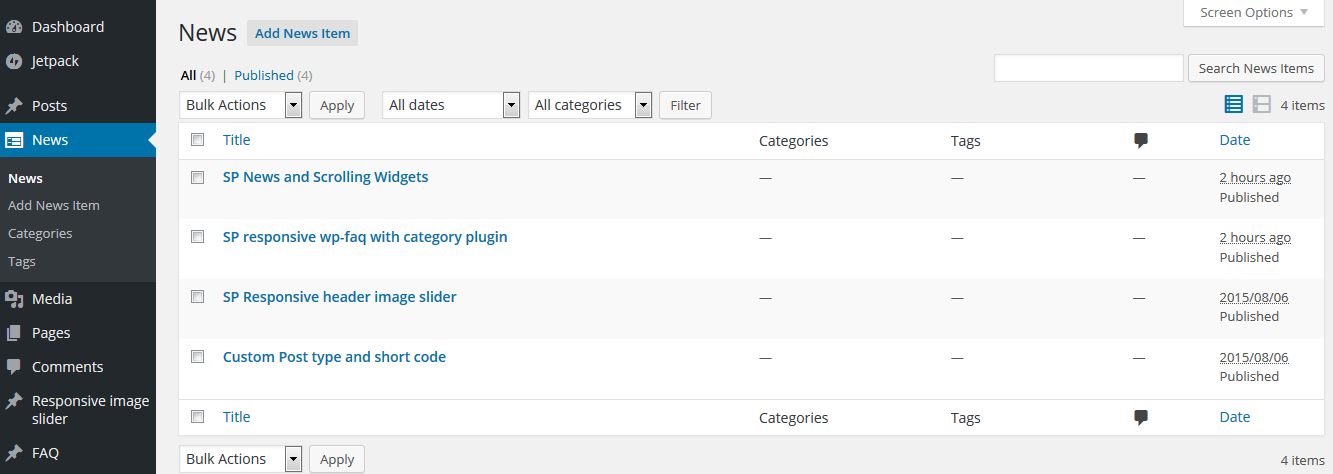 Dashboard
Jetpack
Posts
News
News
Add News Item
Categories
Tags
Media
Pages
Comments
Responsive image
slider
FAQ
Screen Options
News Add News Item
All (4) | Published (4)
Search News Items
Bulk Actions Apply All dates All categories Filter 4 items
Title Categories Tags Date
SP News and Scrolling Widgets — — — 2 hours ago
Published
SP responsive wp-faq with category plugin — — — 2 hours ago
Published
SP Responsive header image slider — — — 2015/08/06
Published
Custom Post type and short code — — — 2015/08/06
Published
Title Categories Tags Date
Bulk Actions Apply 4 items